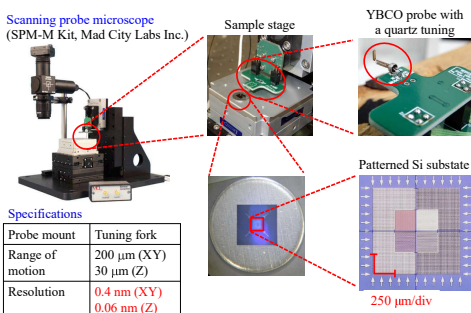 Scanning probe microscope
(SPM-M Kit, Mad City Labs Inc.)
Sample stage
YBCO probe with
a quartz tuning
Patterned Si substate
Specifications
Probe mount Tuning fork
Range of motion 200 μm (XY)
30 μm (Z)
Resolution 0.4 nm (XY)
0.06 nm (Z)
250 μm/div